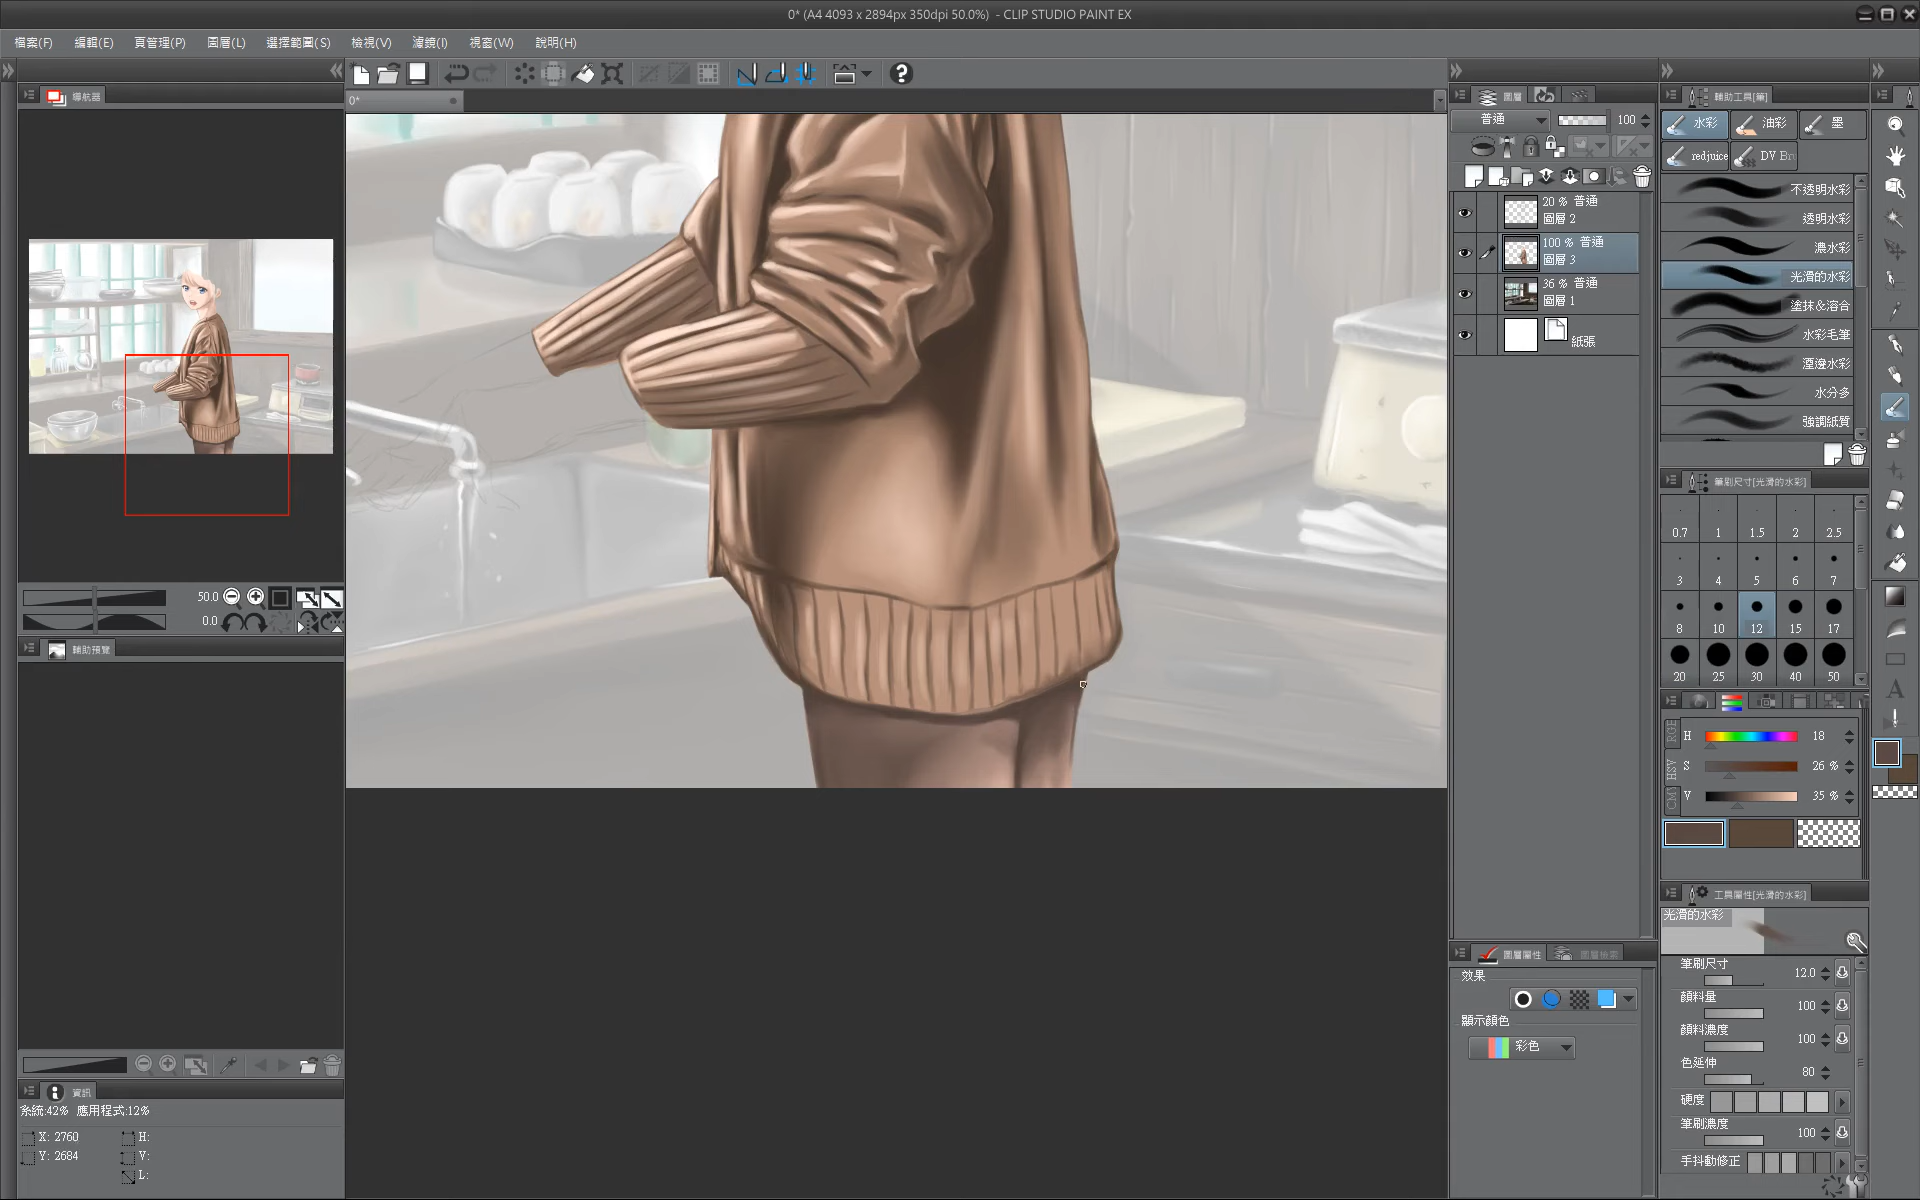 0* (A4 4093 x 2894px 350dpi 50.0%) - CLIP STUDIO PAINT EX
檔案(F) 編輯(E) 頁管理(P) 圖層(L) 選擇範圍(S) 檢視(V) 濾鏡(I) 視窗(W) 說明(H)
導航器
0*
50.0
0.0
輔助預覽
資訊
系統:42% 應用程式:12%
X: 2760 H:
Y: 2684 V:
L:
圖層
普通 100
20 % 普通
圖層 2
100 % 普通
圖層 3
36 % 普通
圖層 1
紙張
圖層屬性 圖層檢索
效果
顯示顏色
彩色
輔助工具[筆]
水彩 油彩 墨
redjuice DV Bru
不透明水彩
透明水彩
濃水彩
光滑的水彩
塗抹&溶合
水彩毛筆
溼邊水彩
水分多
強調紙質
筆刷尺寸[光滑的水彩]
0.7 1 1.5 2 2.5
3 4 5 6 7
8 10 12 15 17
20 25 30 40 50
H 18
S 26 %
V 35 %
HSV
工具屬性[光滑的水彩]
光滑的水彩
筆刷尺寸 12.0
顏料量 100
顏料濃度 100
色延伸 80
硬度
筆刷濃度 100
手抖動修正